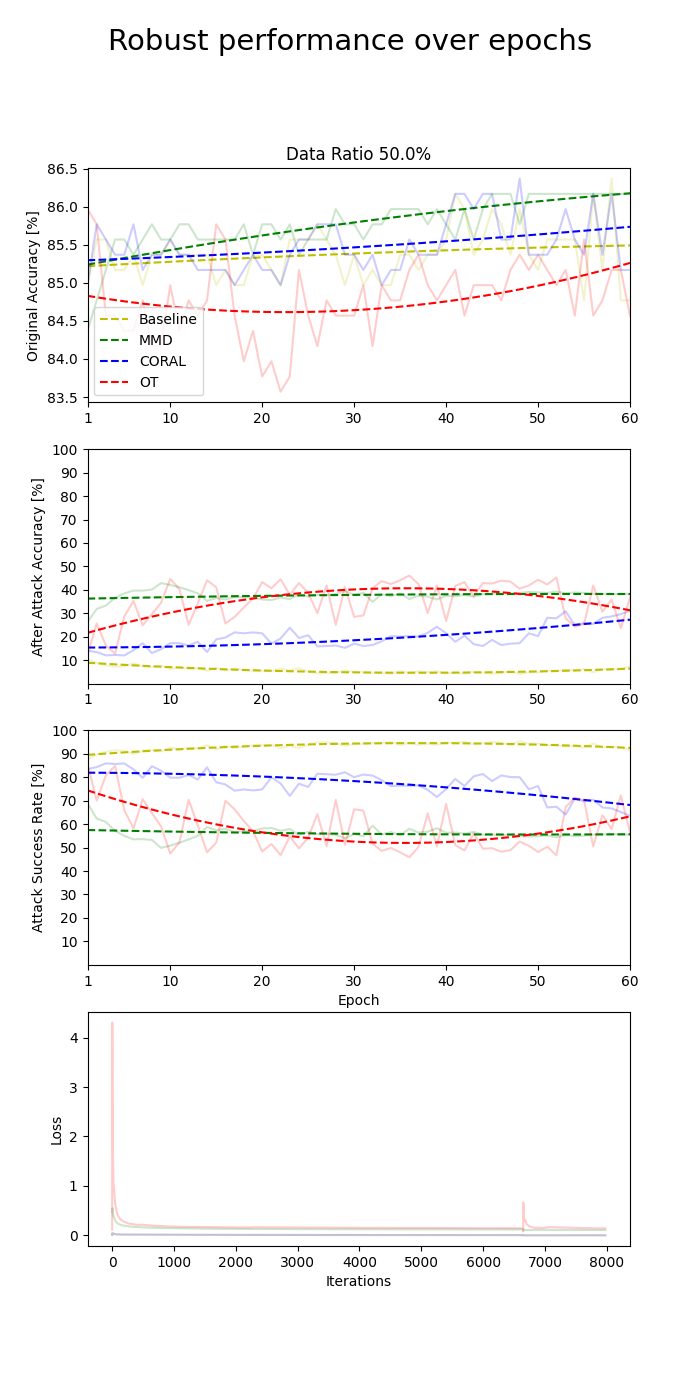 Robust performance over epochs
Data Ratio 50.0%
Original Accuracy [%]
86.5
86.0
85.5
85.0
84.5
84.0
83.5
Baseline
MMD
CORAL
OT
1 10 20 30 40 50 60
After Attack Accuracy [%]
100
90
80
70
60
50
40
30
20
10
1 10 20 30 40 50 60
Attack Success Rate [%]
100
90
80
70
60
50
40
30
20
10
1 10 20 30 40 50 60
Epoch
Loss
4
3
2
1
0
0 1000 2000 3000 4000 5000 6000 7000 8000
Iterations